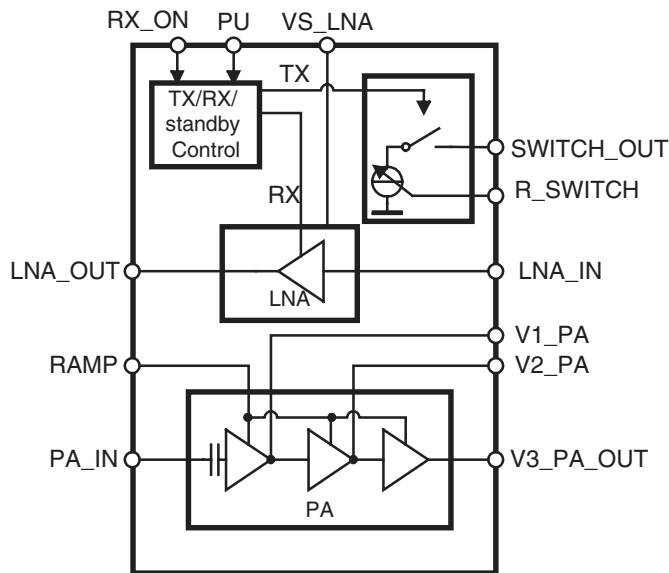 RX_ON PU VS_LNA
TX
TX/RX/
standby
Control
SWITCH_OUT
R_SWITCH
RX
LNA_OUT
LNA
LNA_IN
V1_PA
RAMP
V2_PA
PA_IN
V3_PA_OUT
PA